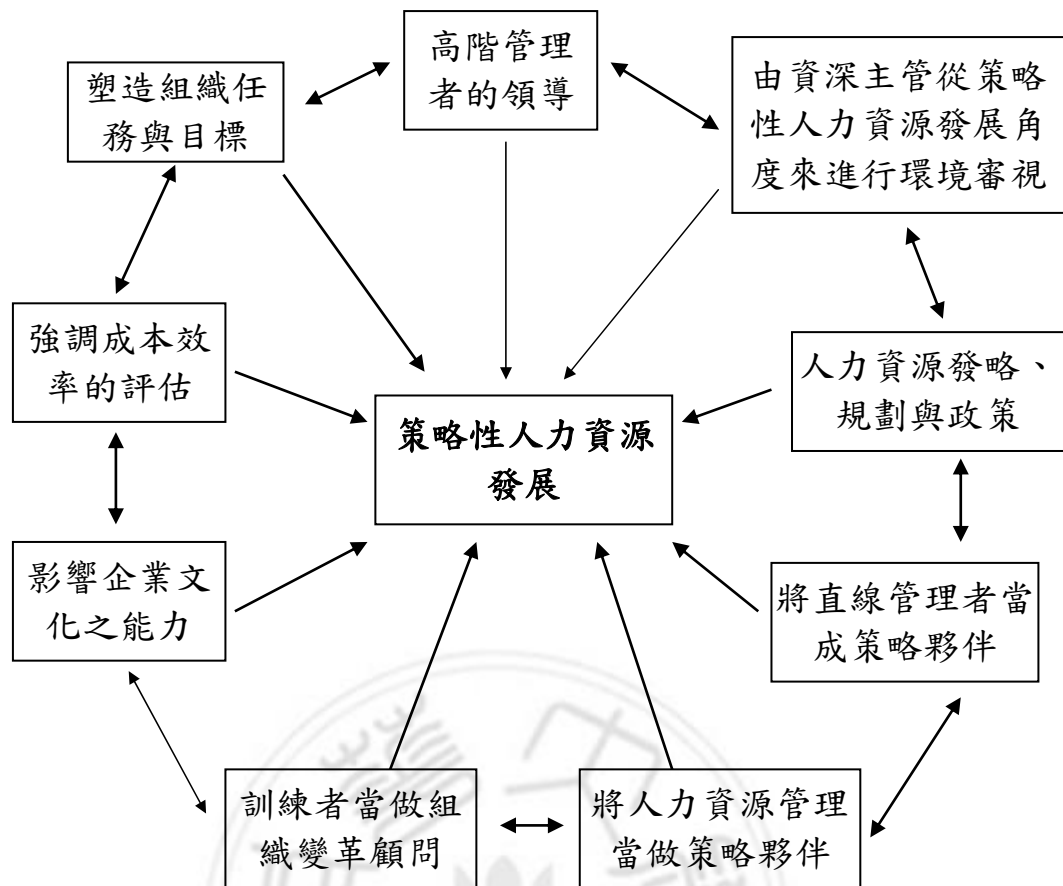 高階管理
者的領導
塑造組織任
務與目標
由資深主管從策略
性人力資源發展角
度來進行環境審視
強調成本效
率的評估
人力資源發略、
規劃與政策
策略性人力資源
發展
影響企業文
化之能力
將直線管理者當
成策略夥伴
訓練者當做組
織變革顧問
將人力資源管理
當做策略夥伴